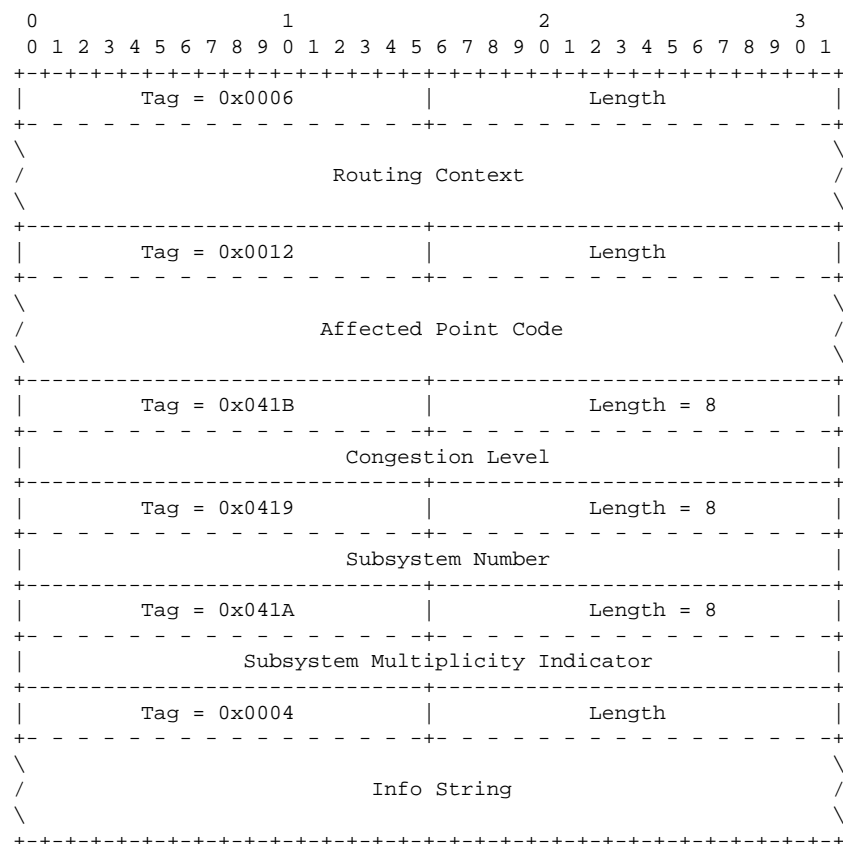 0                   1                   2                   3
 0 1 2 3 4 5 6 7 8 9 0 1 2 3 4 5 6 7 8 9 0 1 2 3 4 5 6 7 8 9 0 1
+-+-+-+-+-+-+-+-+-+-+-+-+-+-+-+-+-+-+-+-+-+-+-+-+-+-+-+-+-+-+-+-+
|         Tag = 0x0006          |            Length             |
+- - - - - - - - - - - - - - - -+- - - - - - - - - - - - - - - -+
\                                                               \
/                        Routing Context                        /
\                                                               \
+-------------------------------+-------------------------------+
|         Tag = 0x0012          |            Length             |
+- - - - - - - - - - - - - - - -+- - - - - - - - - - - - - - - -+
\                                                               \
/                       Affected Point Code                     /
\                                                               \
+-------------------------------+-------------------------------+
|         Tag = 0x041B          |            Length = 8         |
+- - - - - - - - - - - - - - - -+- - - - - - - - - - - - - - - -+
|                         Congestion Level                      |
+-------------------------------+-------------------------------+
|         Tag = 0x0419          |            Length = 8         |
+- - - - - - - - - - - - - - - -+- - - - - - - - - - - - - - - -+
|                         Subsystem Number                      |
+-------------------------------+-------------------------------+
|         Tag = 0x041A          |            Length = 8         |
+- - - - - - - - - - - - - - - -+- - - - - - - - - - - - - - - -+
|                 Subsystem Multiplicity Indicator              |
+-------------------------------+-------------------------------+
|         Tag = 0x0004          |            Length             |
+- - - - - - - - - - - - - - - -+- - - - - - - - - - - - - - - -+
\                                                               \
/                           Info String                         /
\                                                               \
+-+-+-+-+-+-+-+-+-+-+-+-+-+-+-+-+-+-+-+-+-+-+-+-+-+-+-+-+-+-+-+-+